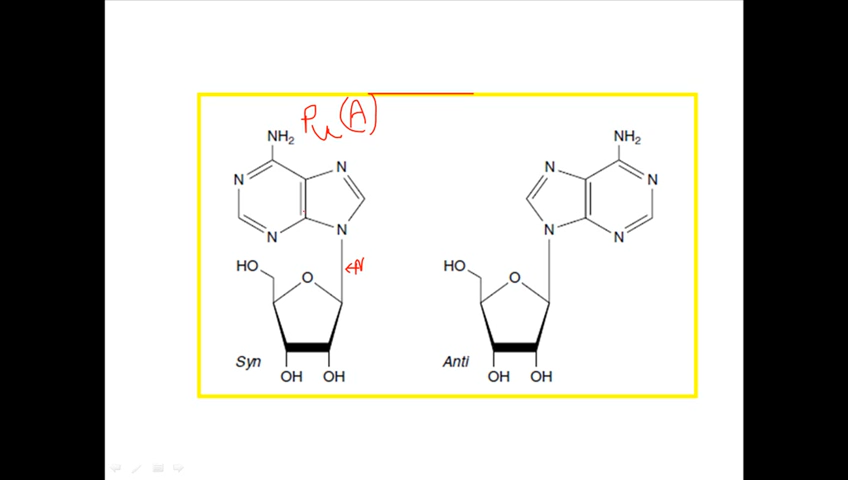 Pu (A)
NH₂ NH₂
N N N N
N N N N
HO O HO O
Syn Anti
OH OH OH OH